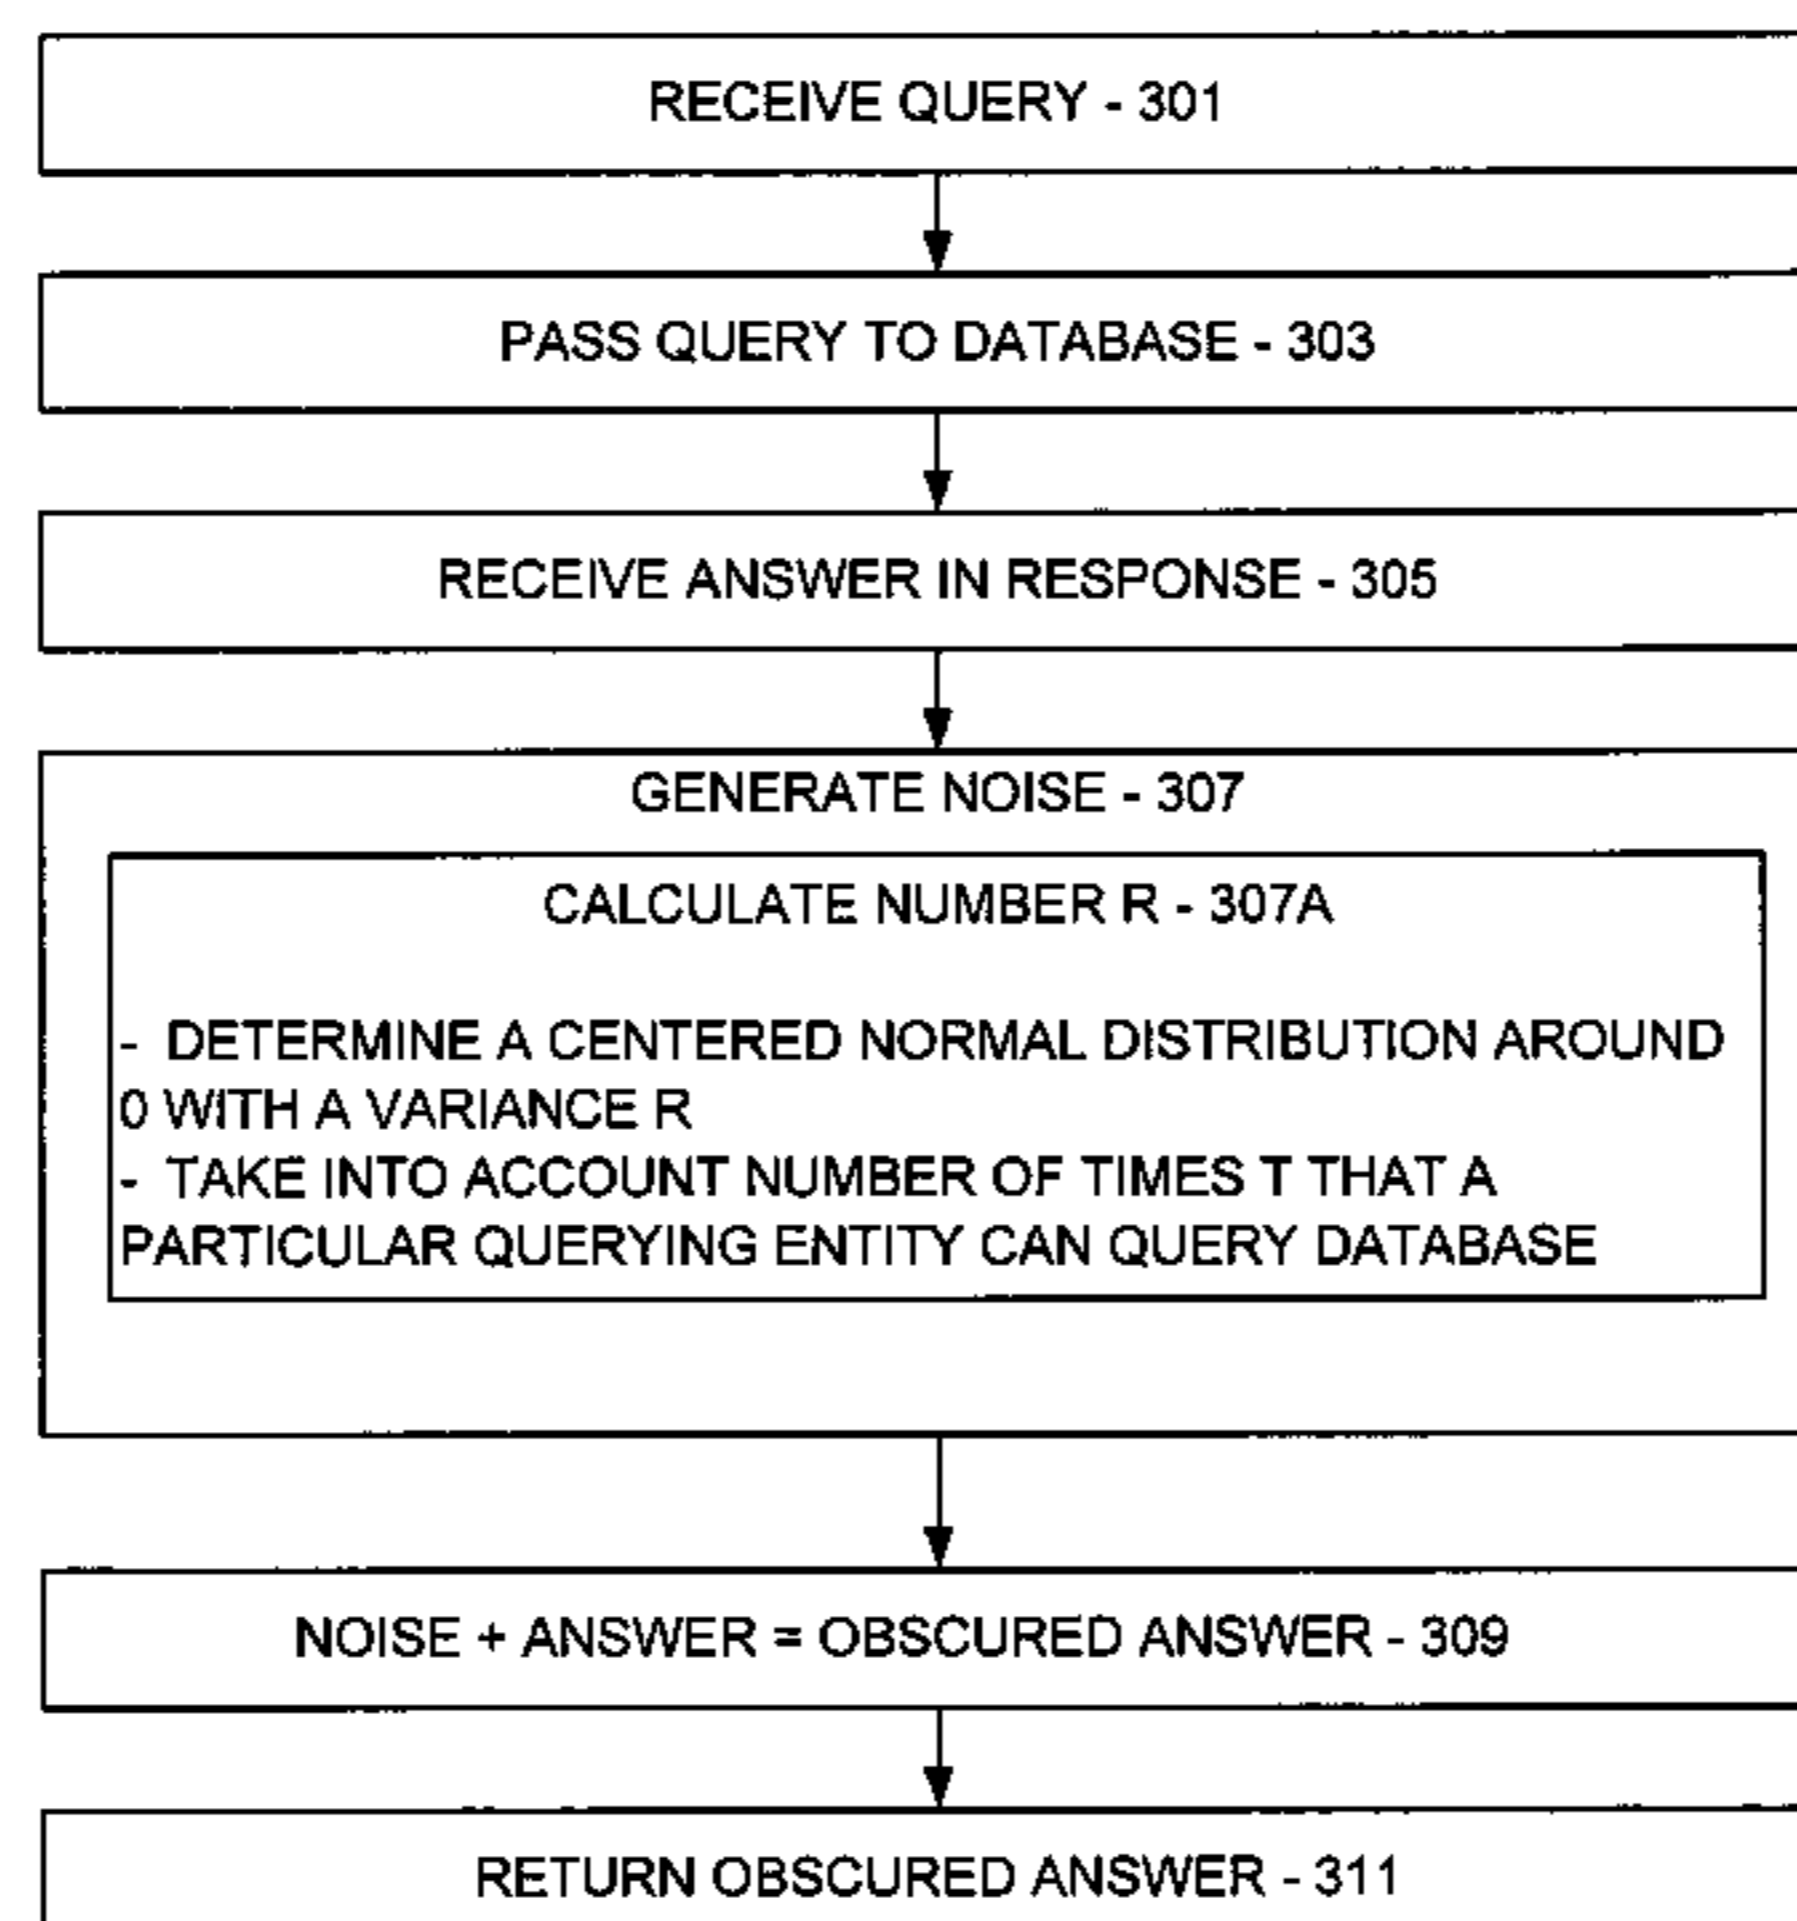 RECEIVE QUERY - 301
PASS QUERY TO DATABASE - 303
RECEIVE ANSWER IN RESPONSE - 305
GENERATE NOISE - 307
CALCULATE NUMBER R - 307A
- DETERMINE A CENTERED NORMAL DISTRIBUTION AROUND
0 WITH A VARIANCE R
- TAKE INTO ACCOUNT NUMBER OF TIMES T THAT A
PARTICULAR QUERYING ENTITY CAN QUERY DATABASE
NOISE + ANSWER = OBSCURED ANSWER - 309
RETURN OBSCURED ANSWER - 311